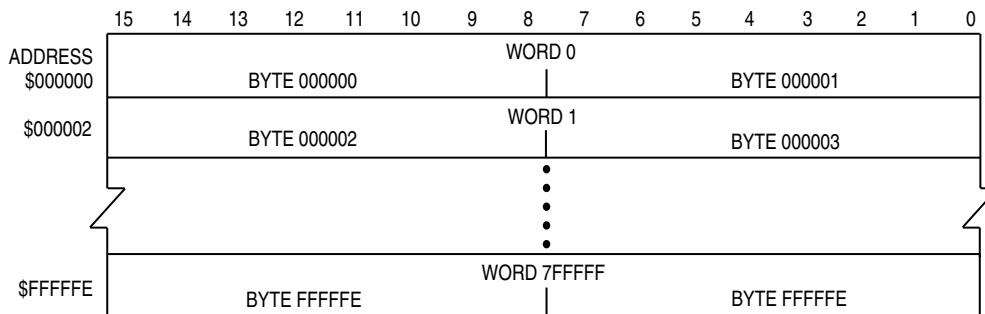 15 14 13 12 11 10 9 8 7 6 5 4 3 2 1 0
ADDRESS
$000000
WORD 0
BYTE 000000 BYTE 000001
$000002
WORD 1
BYTE 000002 BYTE 000003
$FFFFFE
WORD 7FFFFF
BYTE FFFFFE BYTE FFFFFE